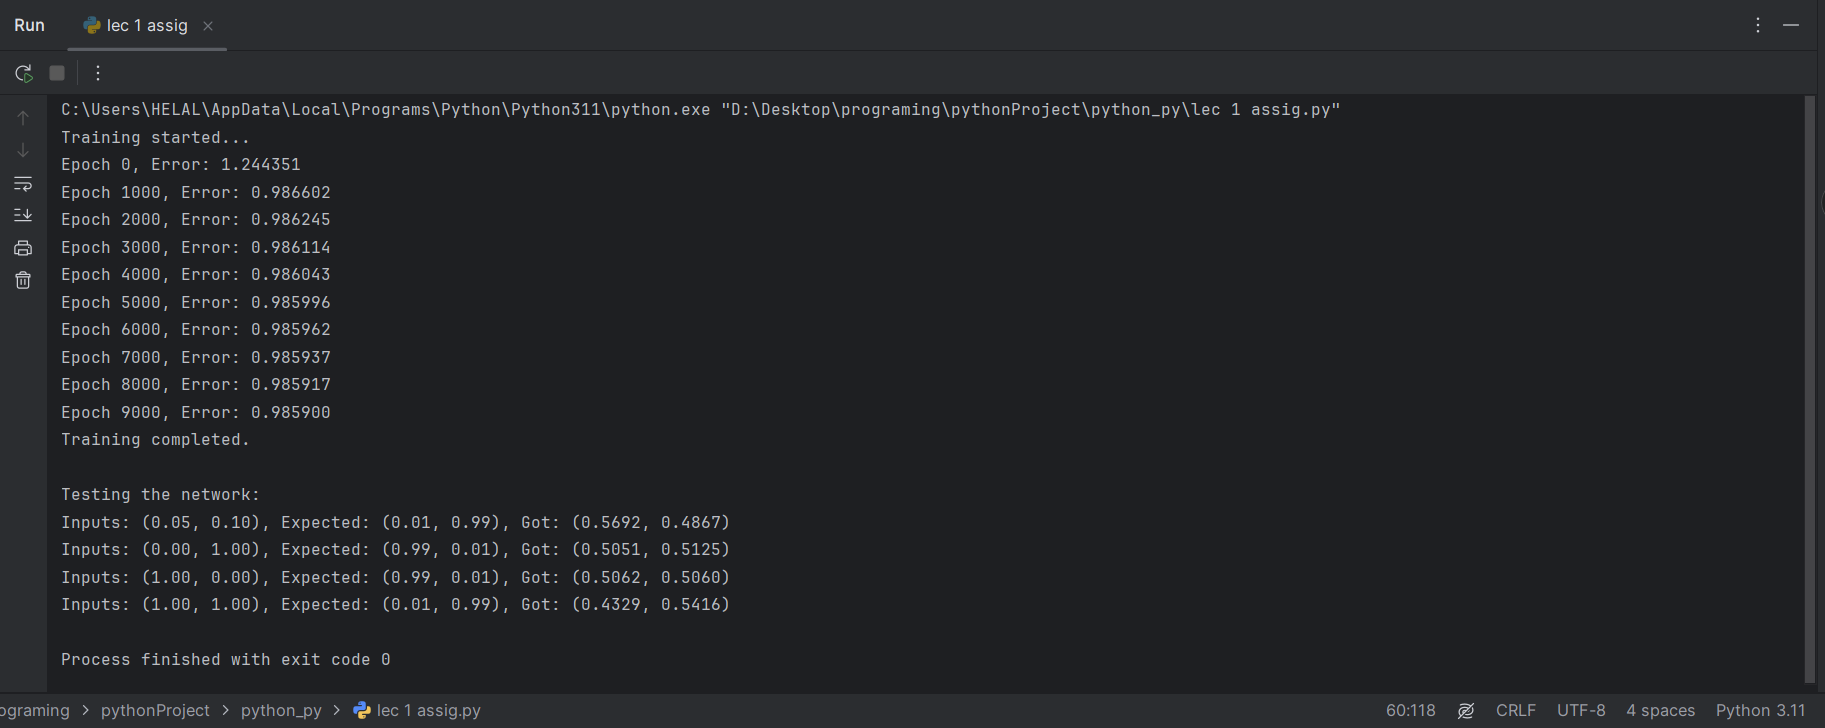 Run lec 1 assig
C:\Users\HELAL\AppData\Local\Programs\Python\Python311\python.exe "D:\Desktop\programing\pythonProject\python_py\lec 1 assig.py"
Training started...
Epoch 0, Error: 1.244351
Epoch 1000, Error: 0.986602
Epoch 2000, Error: 0.986245
Epoch 3000, Error: 0.986114
Epoch 4000, Error: 0.986043
Epoch 5000, Error: 0.985996
Epoch 6000, Error: 0.985962
Epoch 7000, Error: 0.985937
Epoch 8000, Error: 0.985917
Epoch 9000, Error: 0.985900
Training completed.
Testing the network:
Inputs: (0.05, 0.10), Expected: (0.01, 0.99), Got: (0.5692, 0.4867)
Inputs: (0.00, 1.00), Expected: (0.99, 0.01), Got: (0.5051, 0.5125)
Inputs: (1.00, 0.00), Expected: (0.99, 0.01), Got: (0.5062, 0.5060)
Inputs: (1.00, 1.00), Expected: (0.01, 0.99), Got: (0.4329, 0.5416)
Process finished with exit code 0
ograming > pythonProject > python_py > lec 1 assig.py 60:118 CRLF UTF-8 4 spaces Python 3.11